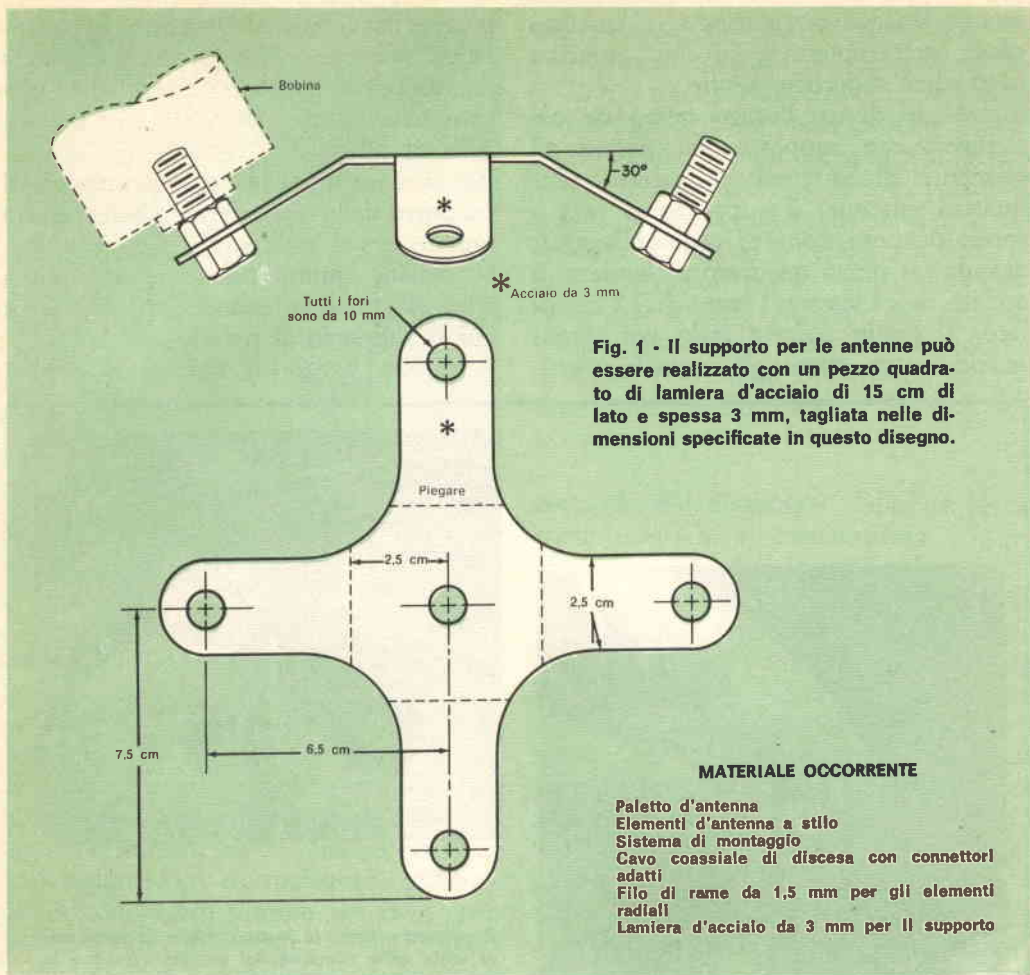 Bobina
-30°
*
*Acciaio da 3 mm
Tutti i fori
sono da 10 mm
Fig. 1 - Il supporto per le antenne può
essere realizzato con un pezzo quadra-
to di lamiera d'acciaio di 15 cm di
lato e spessa 3 mm, tagliata nelle di-
mensioni specificate in questo disegno.
*
Piegare
2,5 cm
2,5 cm
7,5 cm
6,5 cm
MATERIALE OCCORRENTE
Paletto d'antenna
Elementi d'antenna a stilo
Sistema di montaggio
Cavo coassiale di discesa con connettori
adatti
Filo di rame da 1,5 mm per gli elementi
radiali
Lamiera d'acciaio da 3 mm per il supporto